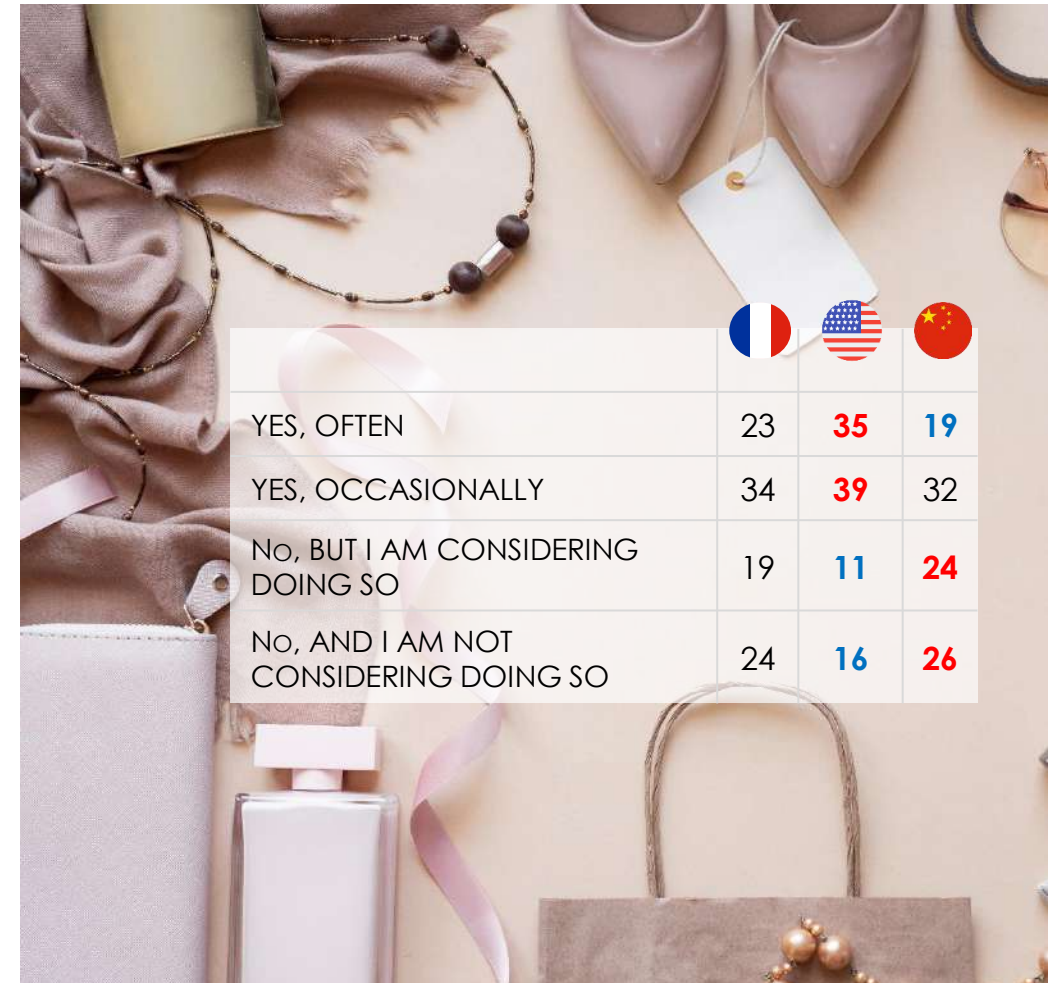 YES, OFTEN 23 35 19
YES, OCCASIONALLY 34 39 32
NO, BUT I AM CONSIDERING
DOING SO 19 11 24
NO, AND I AM NOT
CONSIDERING DOING SO 24 16 26